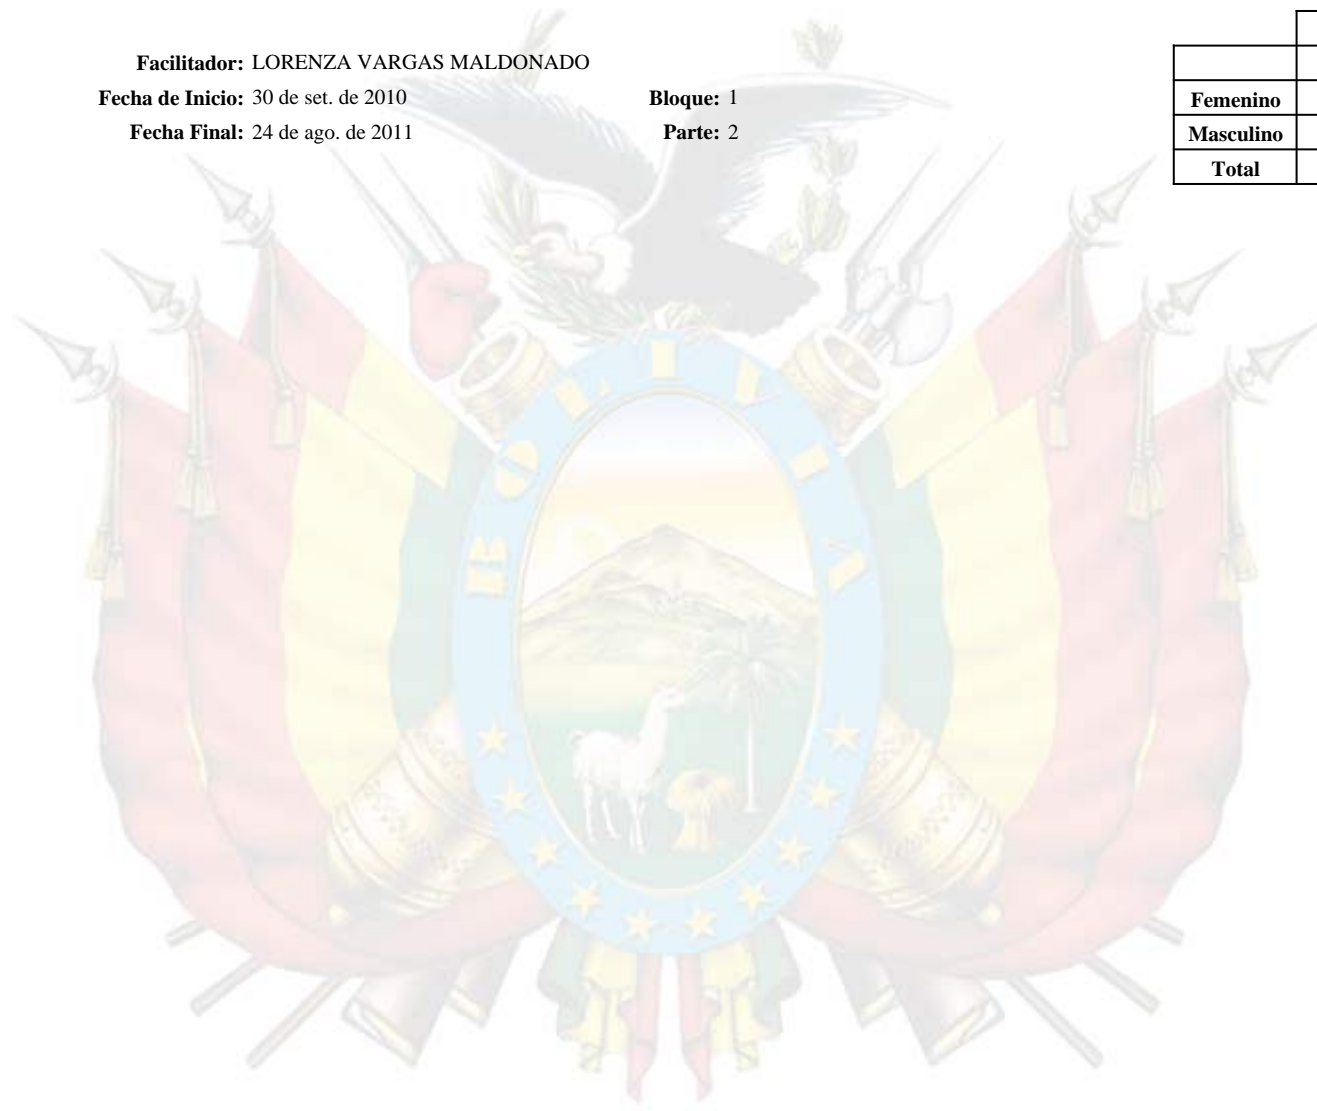 Facilitador: LORENZA VARGAS MALDONADO
Fecha de Inicio: 30 de set. de 2010 Bloque: 1
Fecha Final: 24 de ago. de 2011 Parte: 2
Femenino
Masculino
Total
BOLIVIA